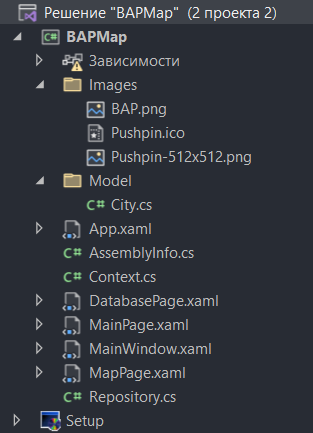 Решение "BAPMap" (2 проекта 2)
C# BAPMap
Зависимости
Images
BAP.png
Pushpin.ico
Pushpin-512x512.png
Model
C# City.cs
App.xaml
C# AssemblyInfo.cs
C# Context.cs
DatabasePage.xaml
MainPage.xaml
MainWindow.xaml
MapPage.xaml
C# Repository.cs
Setup